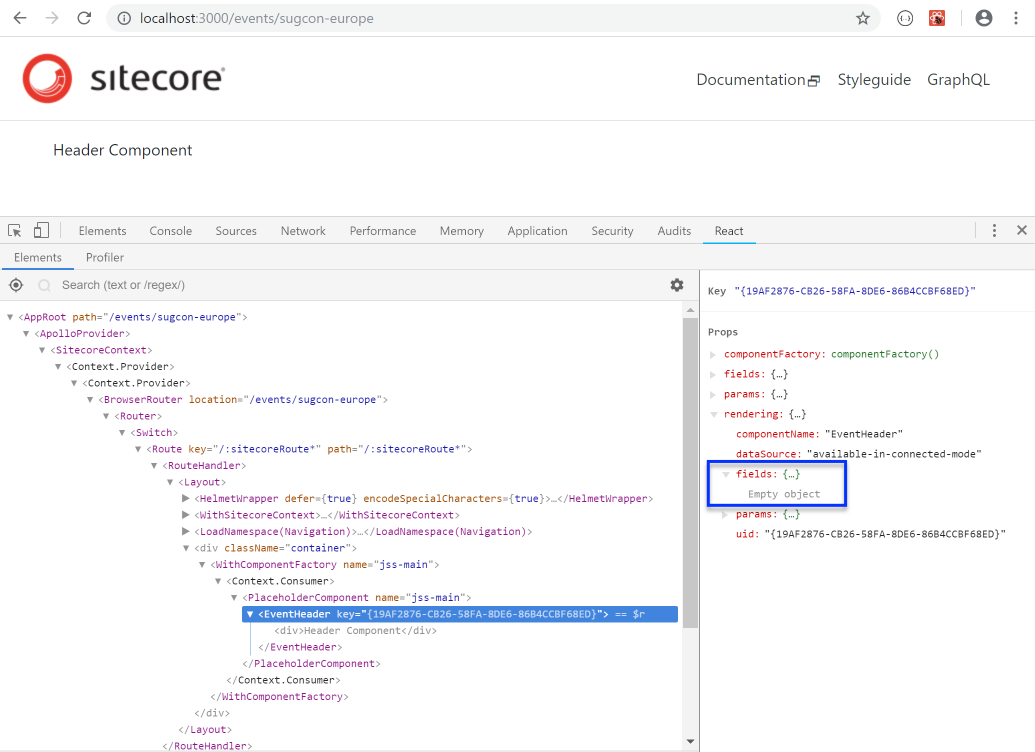 localhost:3000/events/sugcon-europe
sitecore
Documentation Styleguide GraphQL
Header Component
Elements Console Sources Network Performance Memory Application Security Audits React
Elements Profiler
Search (text or /regex/)
<AppRoot path="/events/sugcon-europe">
<ApolloProvider>
<SitecoreContext>
<Context.Provider>
<Context.Provider>
<BrowserRouter location="/events/sugcon-europe">
<Router>
<Switch>
<Route key="/:sitecoreRoute*" path="/:sitecoreRoute*">
<RouteHandler>
<Layout>
<HelmetWrapper defer={true} encodeSpecialCharacters={true}>…</HelmetWrapper>
<WithSitecoreContext>…</WithSitecoreContext>
<LoadNamespace(Navigation)>…</LoadNamespace(Navigation)>
<div className="container">
<WithComponentFactory name="jss-main">
<Context.Consumer>
<PlaceholderComponent name="jss-main">
<EventHeader key="{19AF2876-CB26-58FA-8DE6-86B4CCBF68ED}"> == $r
<div>Header Component</div>
</EventHeader>
</PlaceholderComponent>
</Context.Consumer>
</WithComponentFactory>
</div>
</Layout>
</RouteHandler>
Key "{19AF2876-CB26-58FA-8DE6-86B4CCBF68ED}"
Props
componentFactory: componentFactory()
fields: {…}
params: {…}
rendering: {…}
componentName: "EventHeader"
dataSource: "available-in-connected-mode"
fields: {…}
Empty object
params: {…}
uid: "{19AF2876-CB26-58FA-8DE6-86B4CCBF68ED}"